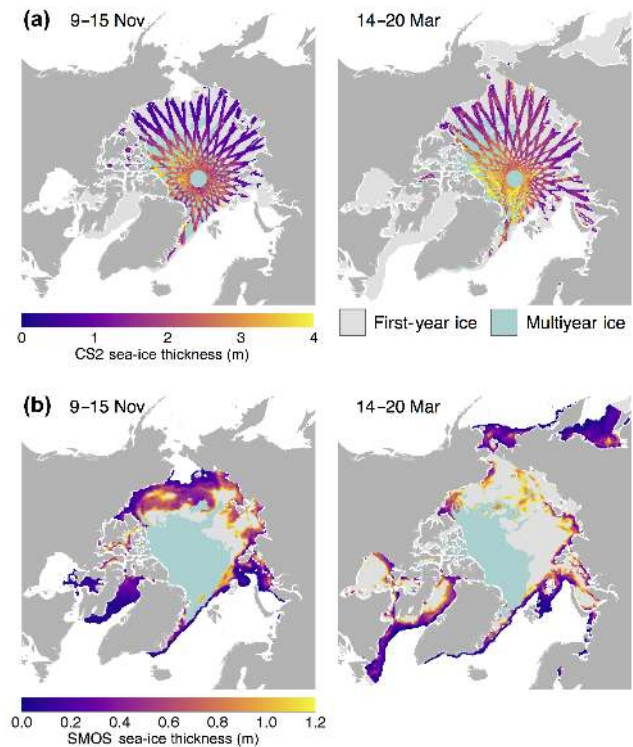 (a) 9–15 Nov
14–20 Mar
0 1 2 3 4
CS2 sea-ice thickness (m)
First-year ice
Multiyear ice
(b) 9–15 Nov
14–20 Mar
0.0 0.2 0.4 0.6 0.8 1.0 1.2
SMOS sea-ice thickness (m)